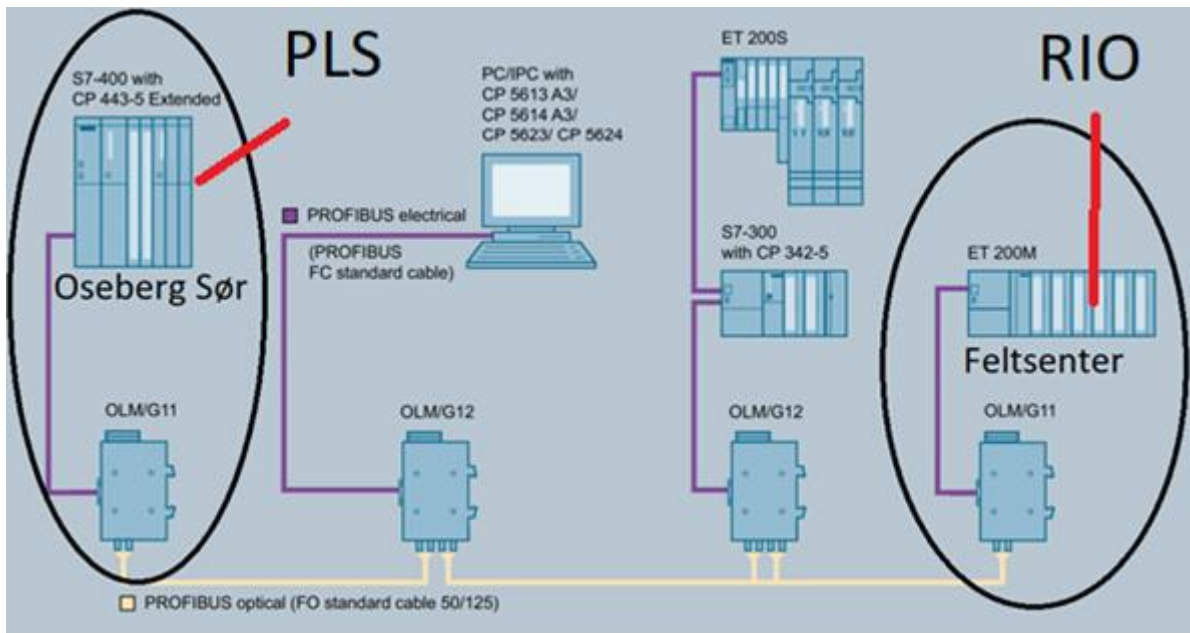 PLS
S7-400 with
CP 443-5 Extended
Oseberg Sør
OLM/G11
PC/IPC with
CP 5613 A3/
CP 5614 A3/
CP 5623/ CP 5624
PROFIBUS electrical
(PROFIBUS
FC standard cable)
OLM/G12
ET 200S
S7-300
with CP 342-5
OLM/G12
RIO
ET 200M
Feltsenter
OLM/G11
PROFIBUS optical (FO standard cable 50/125)